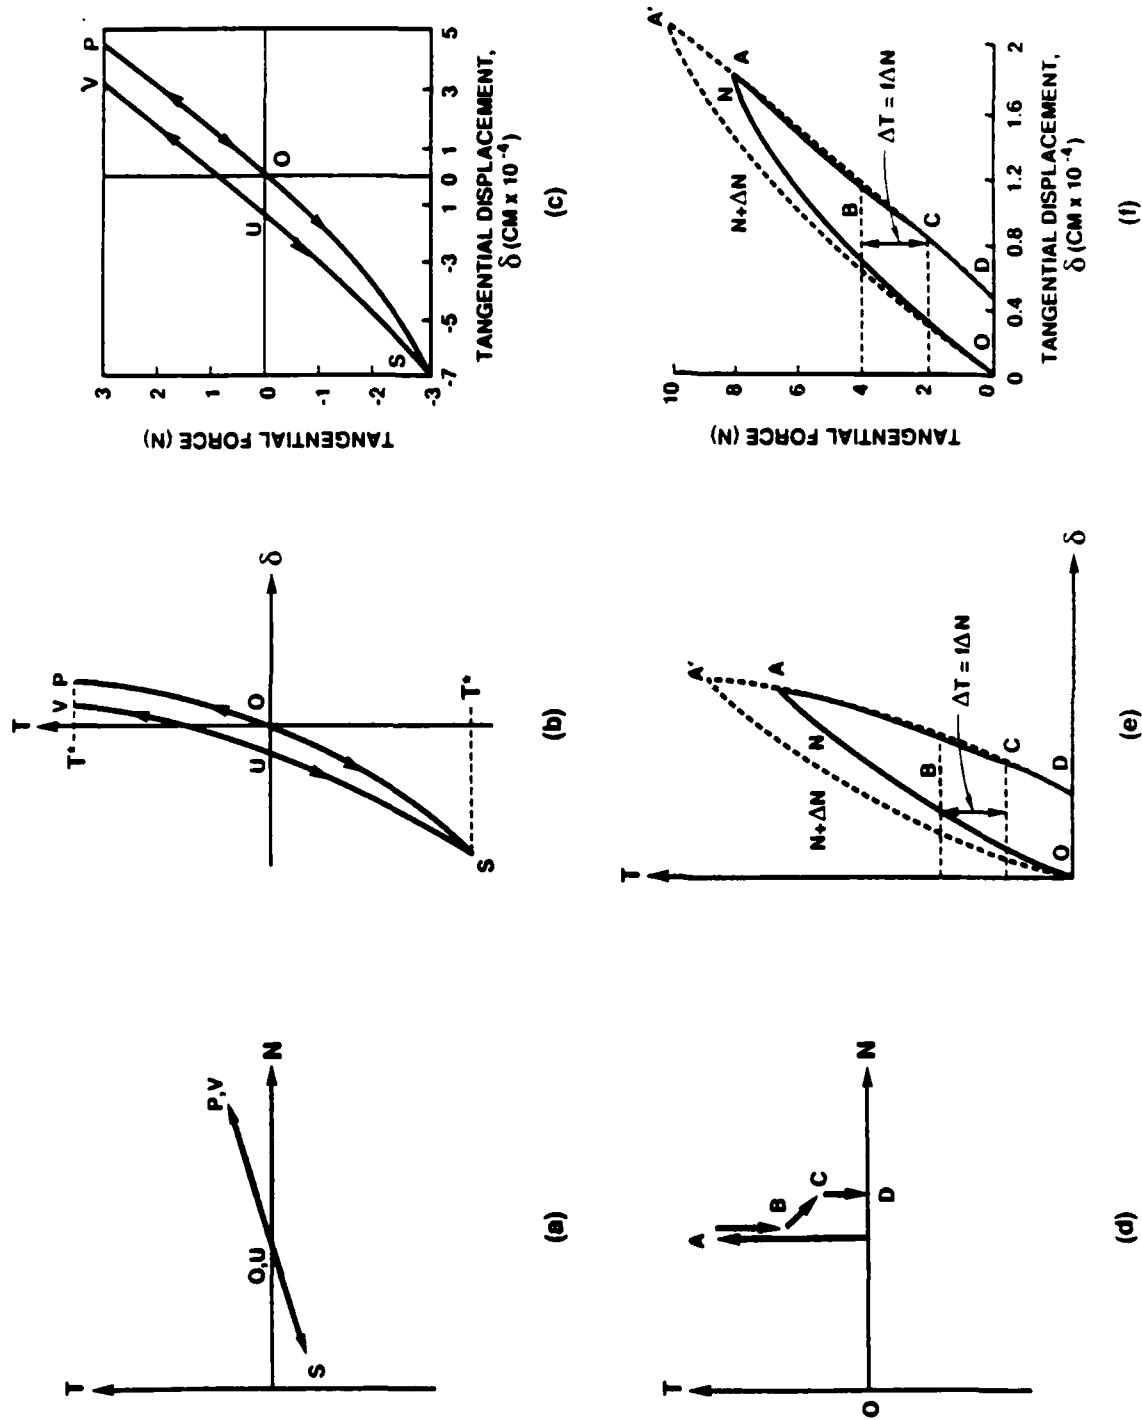 T
P,V
O,U
N
S
(a)
T
T*
V
P
O
U
δ
T*
S
(b)
3
2
1
0
-1
-2
-3
TANGENTIAL FORCE (N)
V
P
U
O
S
-7
-5
-3
1
0
1
3
5
TANGENTIAL DISPLACEMENT,
δ (CM x 10⁻⁴)
(c)
T
A
B
C
D
O
N
(d)
T
A'
A
N
N+ΔN
B
C
D
O
ΔT = fΔN
δ
(e)
10
8
6
4
2
0
TANGENTIAL FORCE (N)
A'
A
N
N+ΔN
B
C
D
O
ΔT = fΔN
0
0.4
0.8
1.2
1.6
2
TANGENTIAL DISPLACEMENT,
δ (CM x 10⁻⁴)
(f)